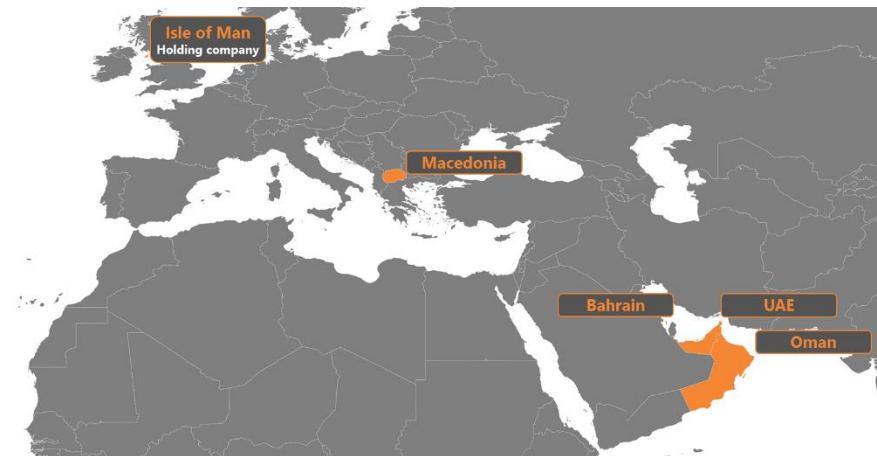 Isle of Man
Holding company
Macedonia
Bahrain
UAE
Oman